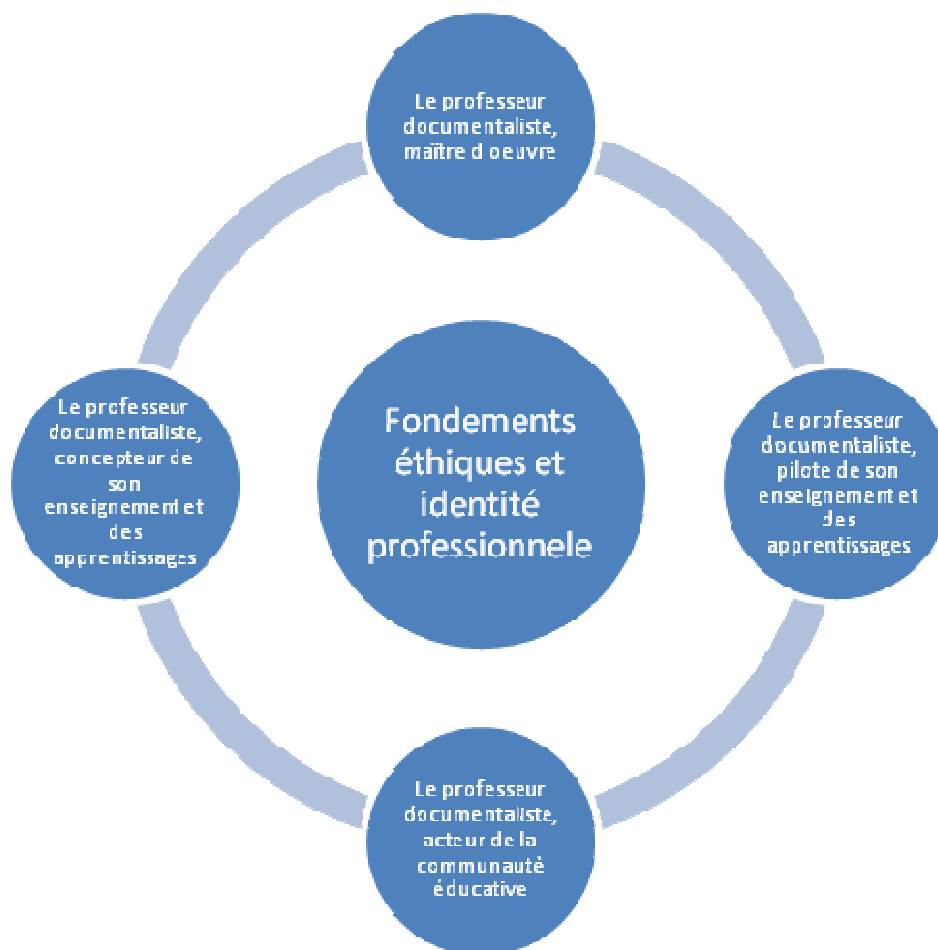 Le professeur
documentaliste,
maître d oeuvre
Le professeur
documentaliste,
concepteur de
son
enseignement et
des
apprentissages
Fondements
éthiques et
identité
professionnele
Le professeur
documentaliste,
pilote de son
enseignement et
des
apprentissages
Le professeur
documentaliste,
acteur de la
communauté
éducative